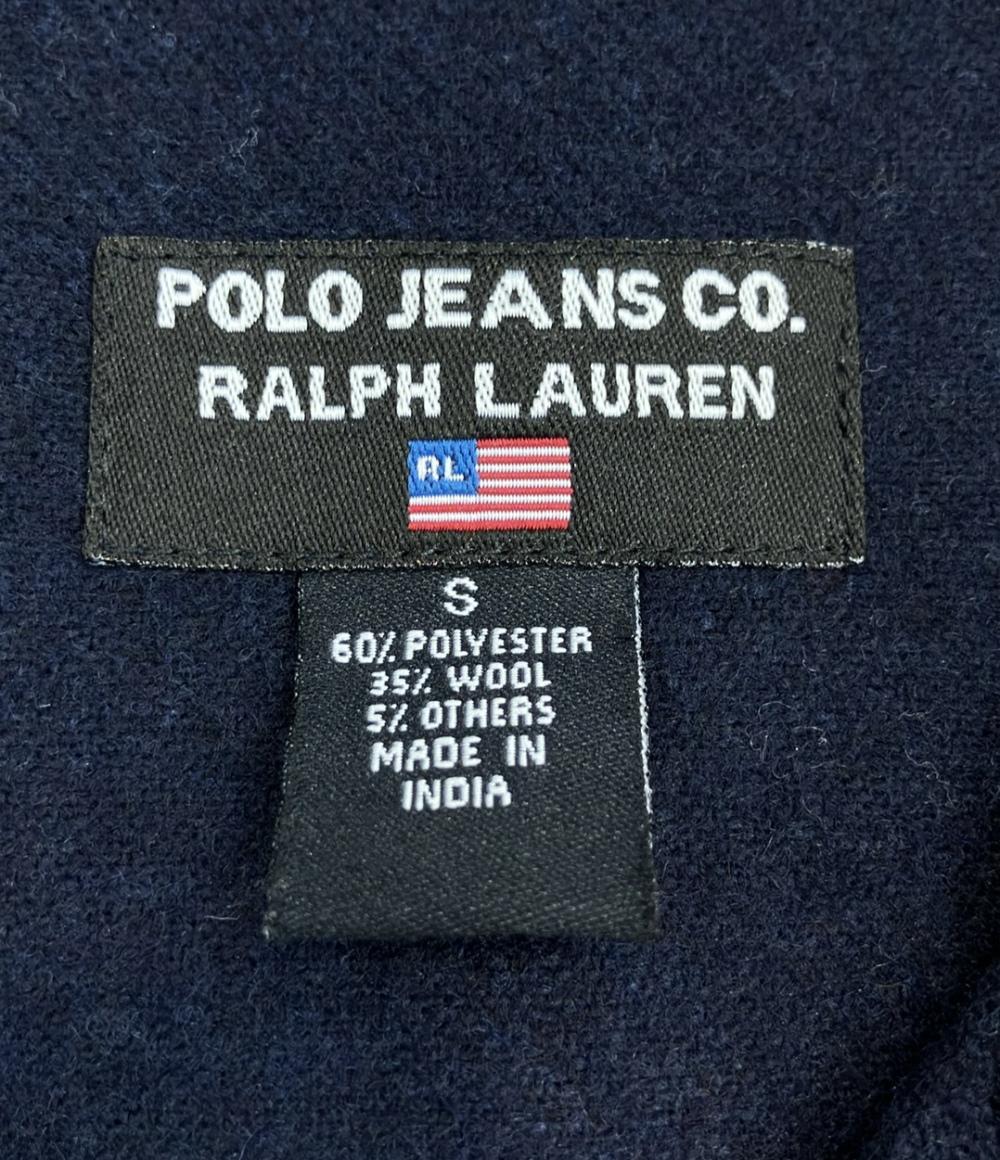 POLO JEANS CO.
RALPH LAUREN
RL
S
60% POLYESTER
35% WOOL
5% OTHERS
MADE IN
INDIA